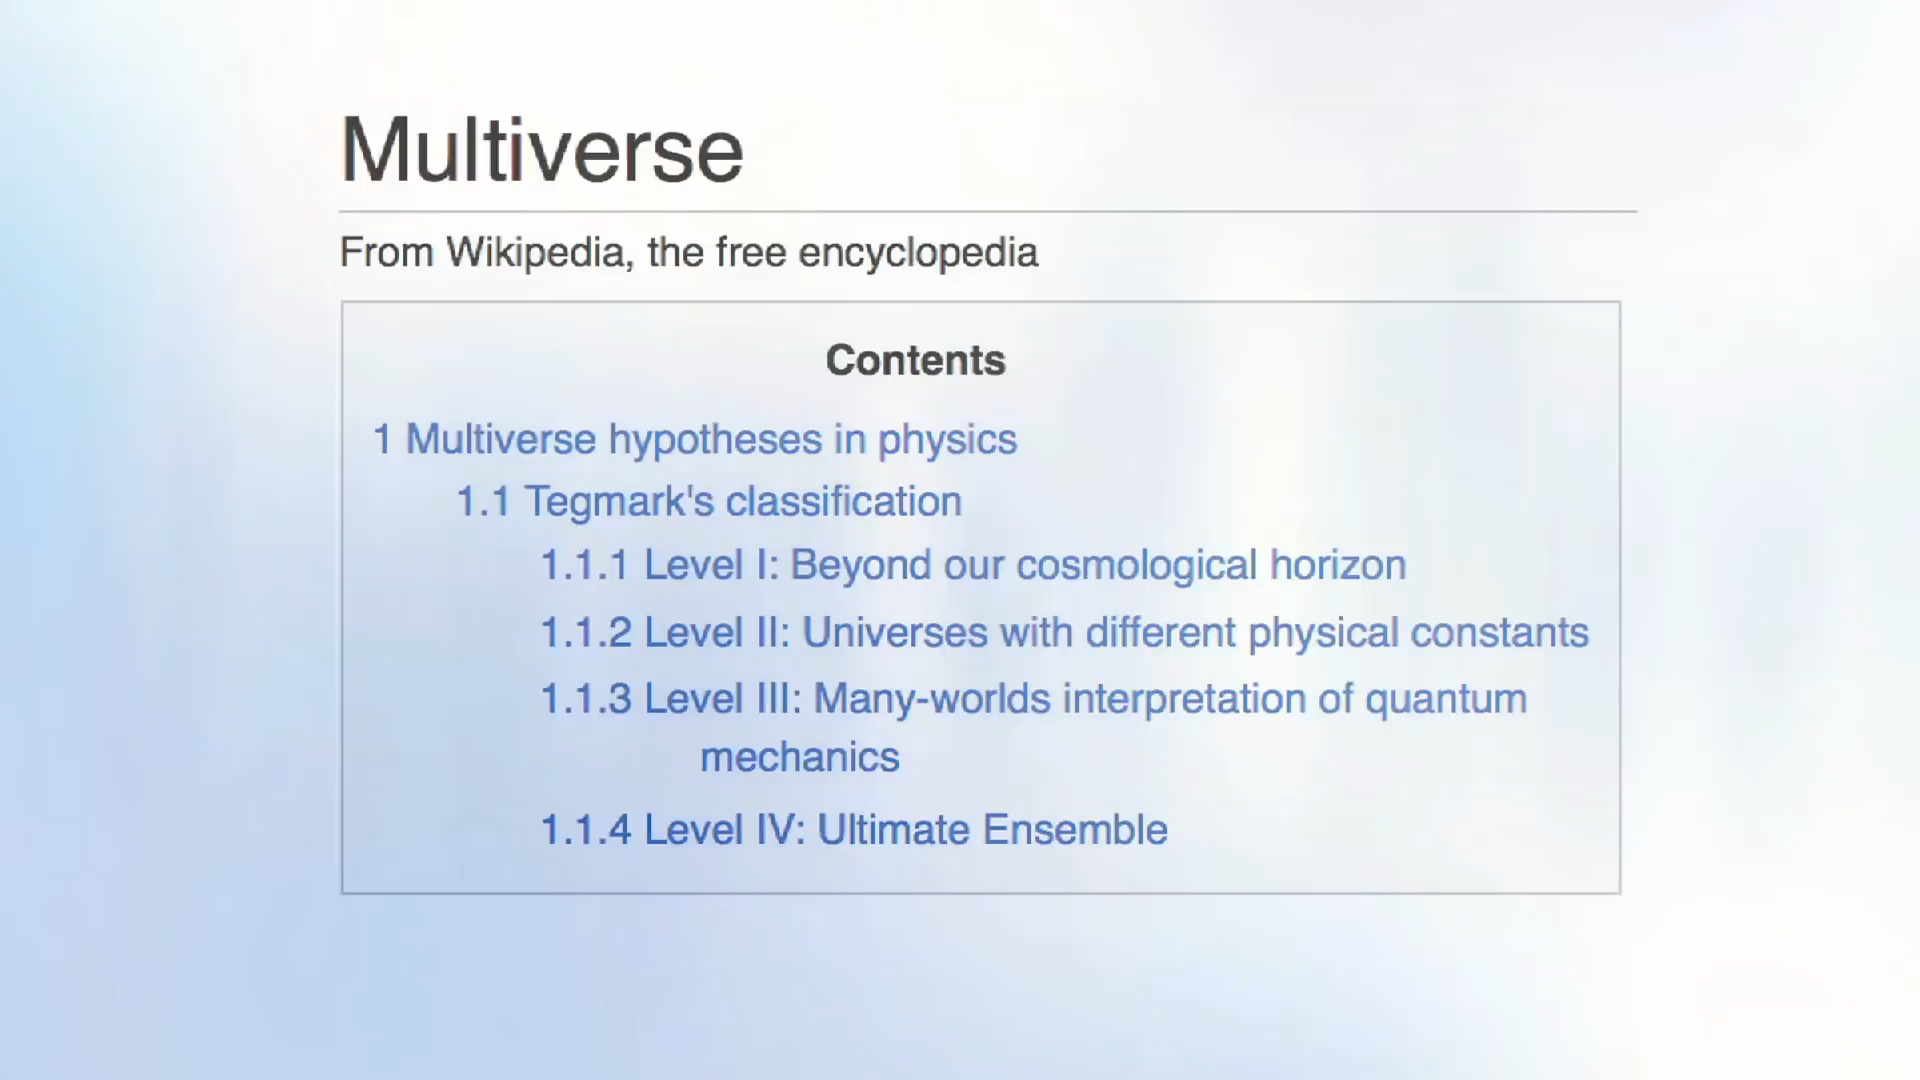 Multiverse
From Wikipedia, the free encyclopedia
Contents
1 Multiverse hypotheses in physics
1.1 Tegmark's classification
1.1.1 Level I: Beyond our cosmological horizon
1.1.2 Level II: Universes with different physical constants
1.1.3 Level III: Many-worlds interpretation of quantum
mechanics
1.1.4 Level IV: Ultimate Ensemble